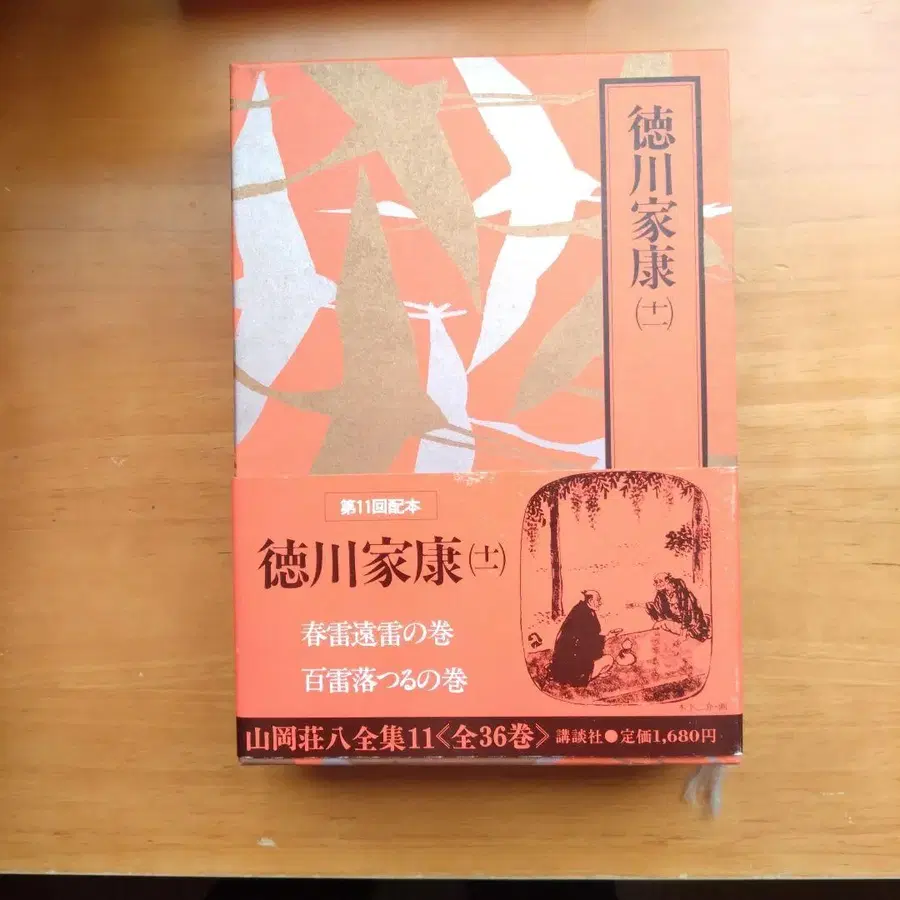 徳川家康㈩一
第11回配本
徳川家康(十一)
春雷遠雷の巻
百雷落つるの巻
山岡荘八全集11〈全36巻〉講談社●定価1,680円